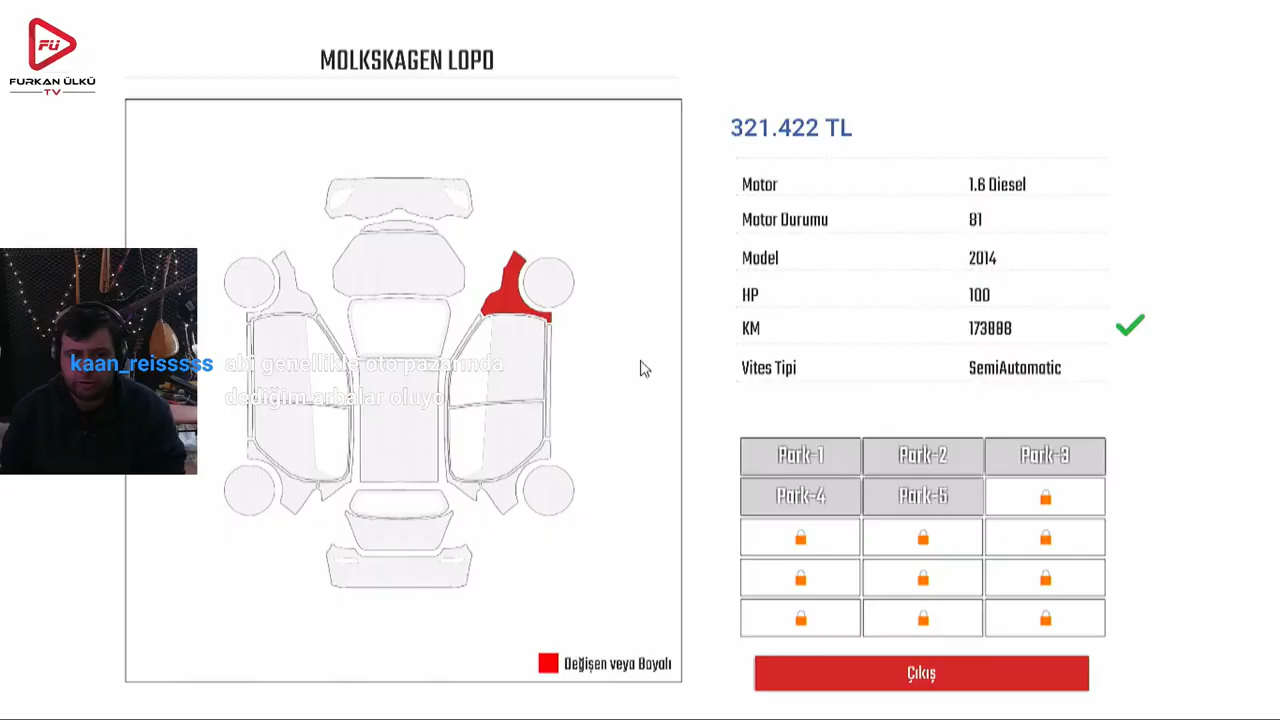 FU
FURKAN ÜLKÜ
TV
MOLKSKAGEN LOPO
321.422 TL
Motor 1.6 Diesel
Motor Durumu 81
Model 2014
HP 100
KM 173888
Vites Tipi SemiAutomatic
kaan_reisssss abi genellikle oto pazarında
dediğim arbalar oluyo
Park-1 Park-2 Park-3
Park-4 Park-5
Değişen veya Boyalı
Çıkış